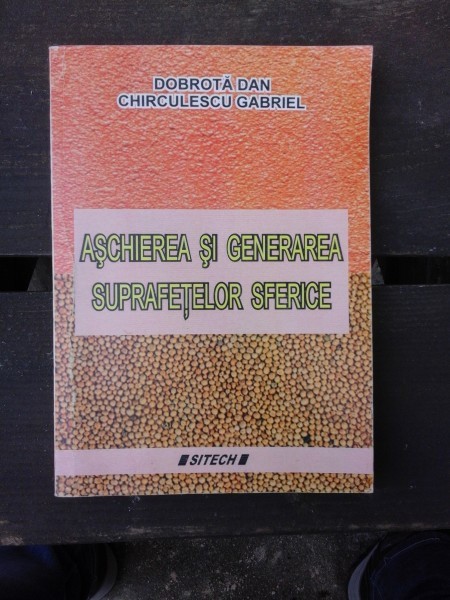 DOBROTĂ DAN
CHIRCULESCU GABRIEL
AŞCHIEREA ŞI GENERAREA
SUPRAFEŢELOR SFERICE
SITECH